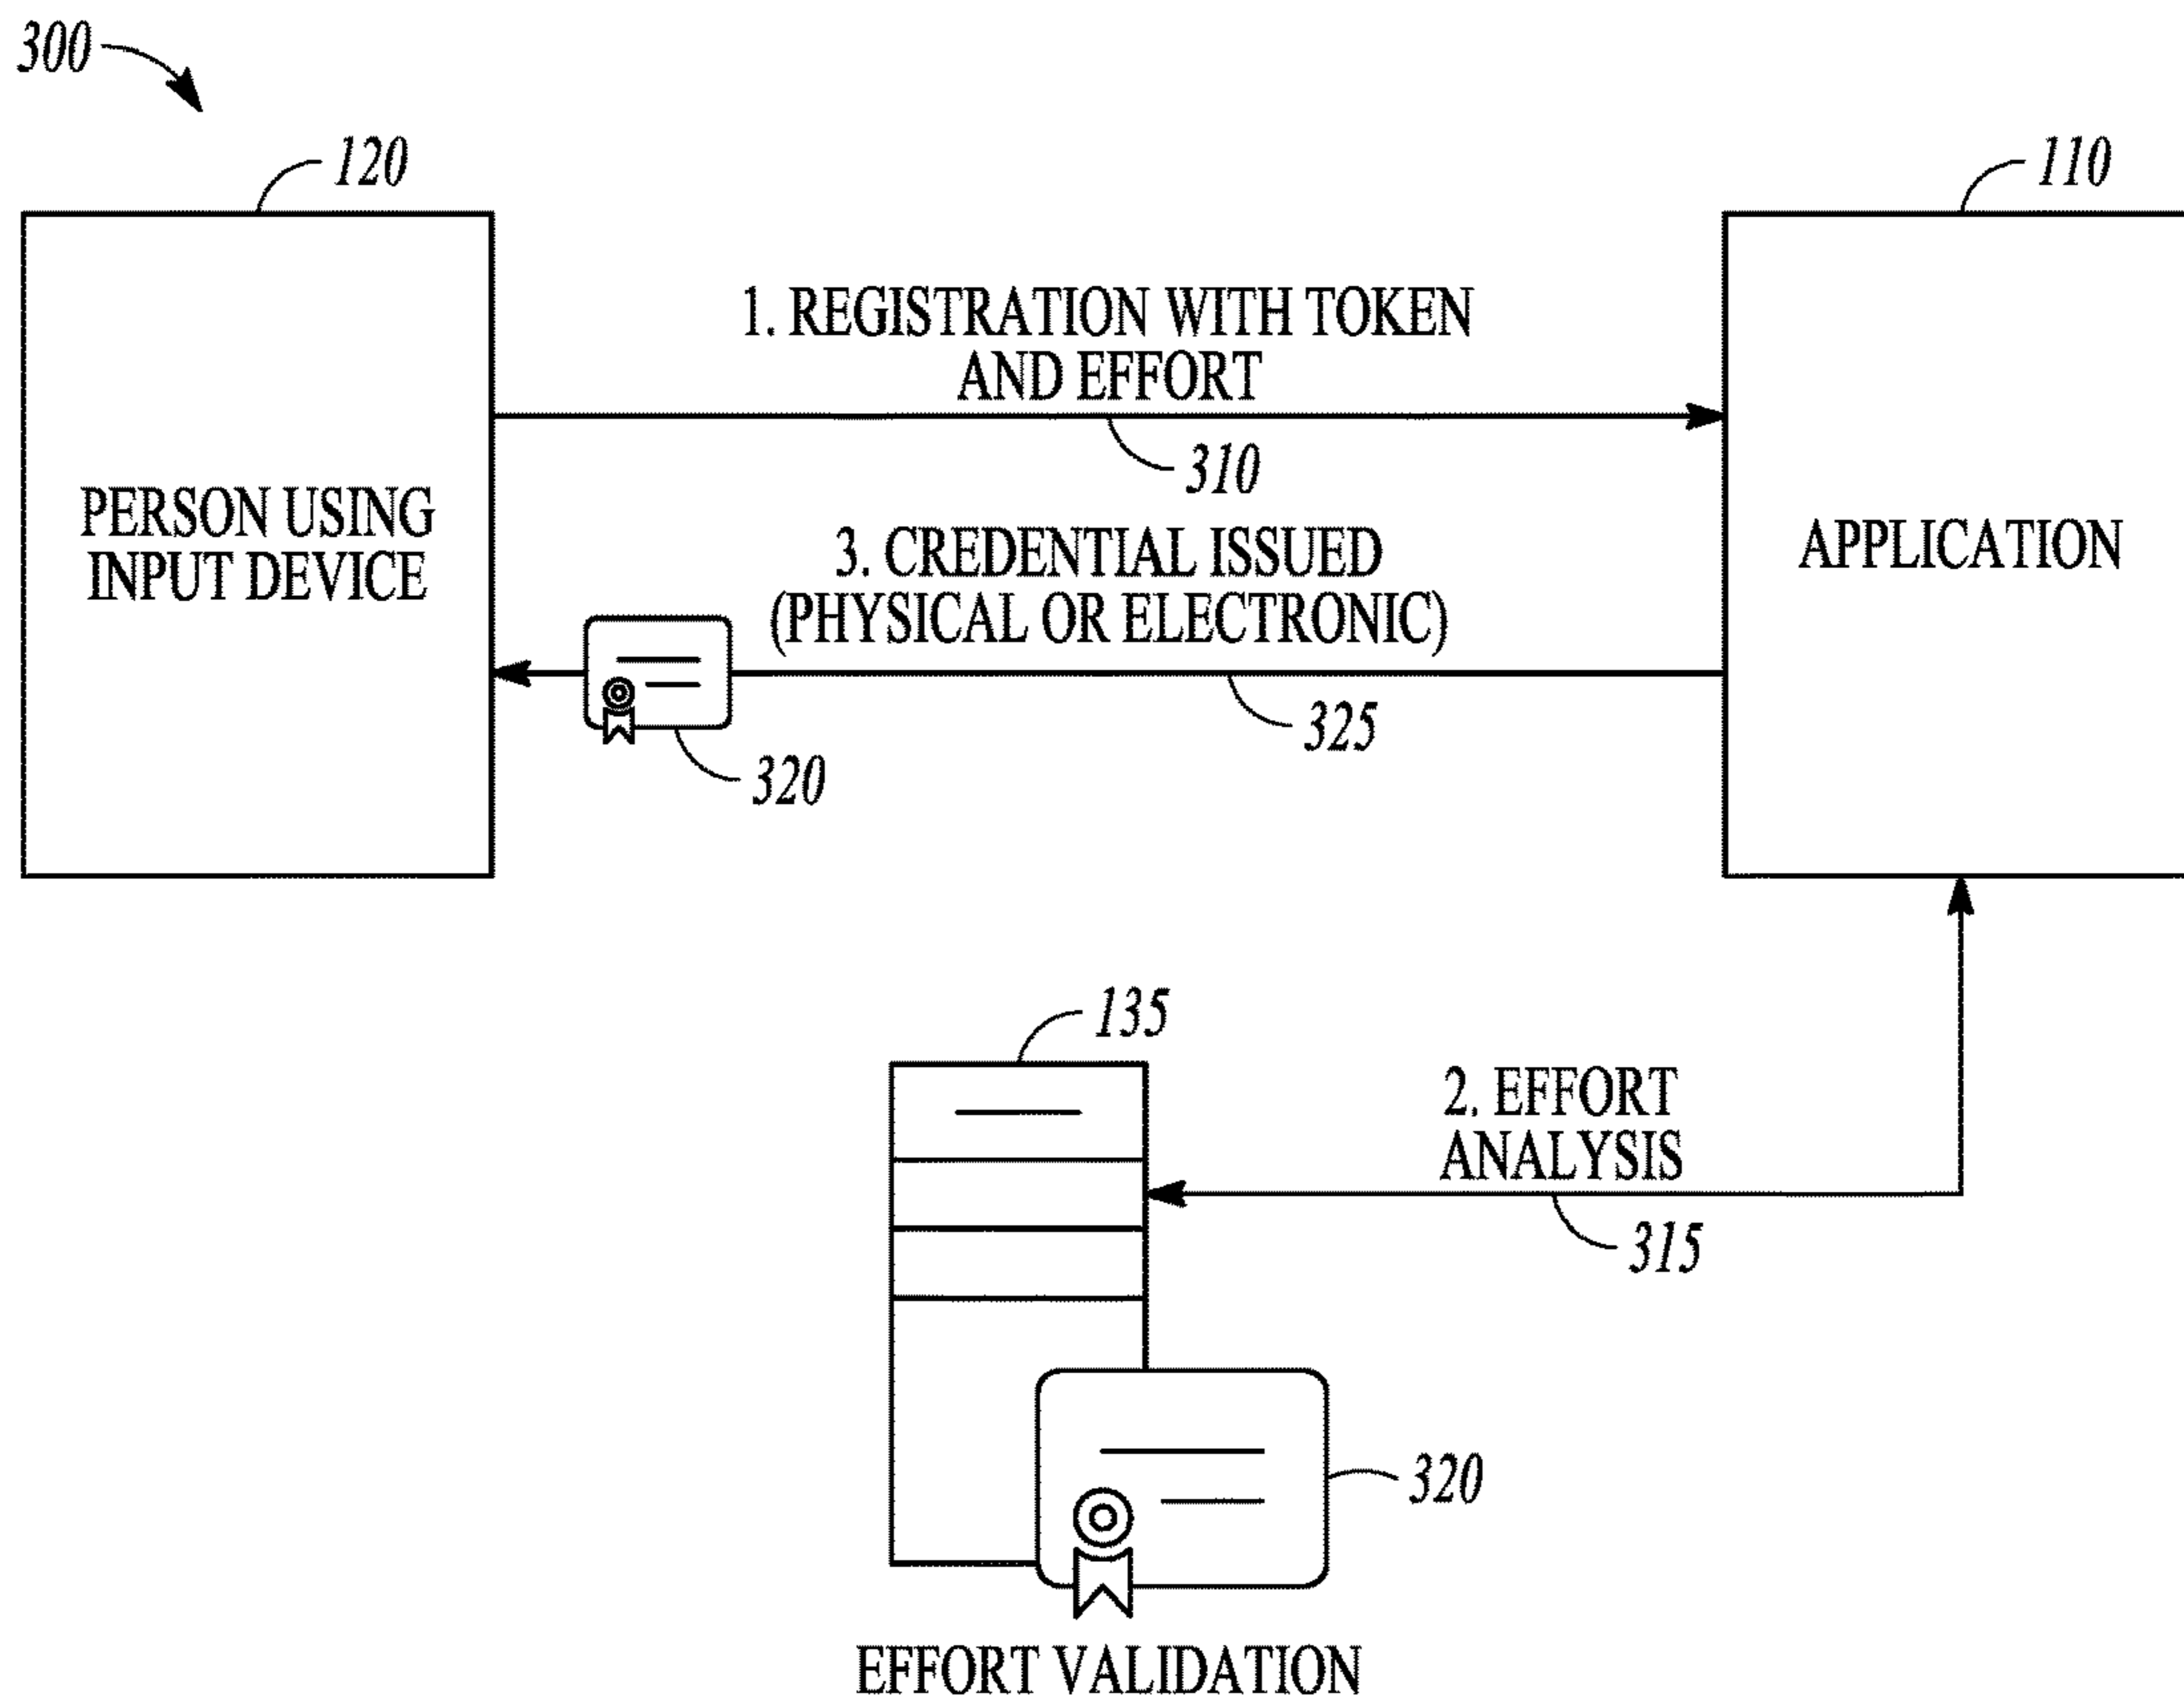 300
120
110
1. REGISTRATION WITH TOKEN
AND EFFORT
310
PERSON USING
INPUT DEVICE
3. CREDENTIAL ISSUED
(PHYSICAL OR ELECTRONIC)
APPLICATION
325
320
135
2. EFFORT
ANALYSIS
315
320
EFFORT VALIDATION